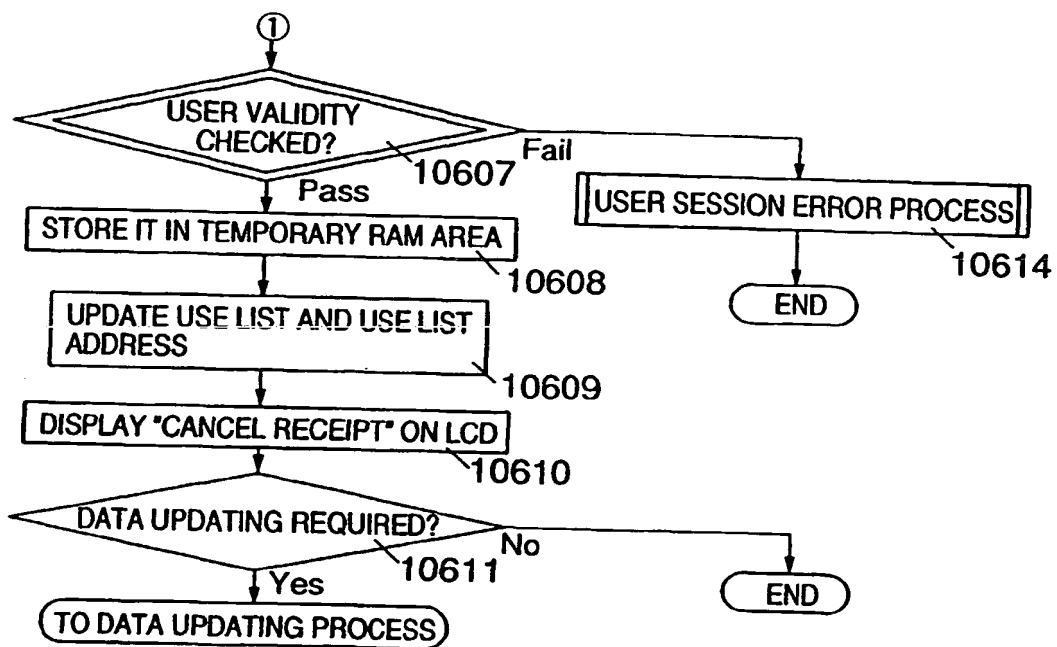 1
USER VALIDITY
CHECKED?
10607
Fail
Pass
USER SESSION ERROR PROCESS
10614
END
STORE IT IN TEMPORARY RAM AREA
10608
UPDATE USE LIST AND USE LIST
ADDRESS
10609
DISPLAY "CANCEL RECEIPT" ON LCD
10610
DATA UPDATING REQUIRED?
10611
No
Yes
END
TO DATA UPDATING PROCESS